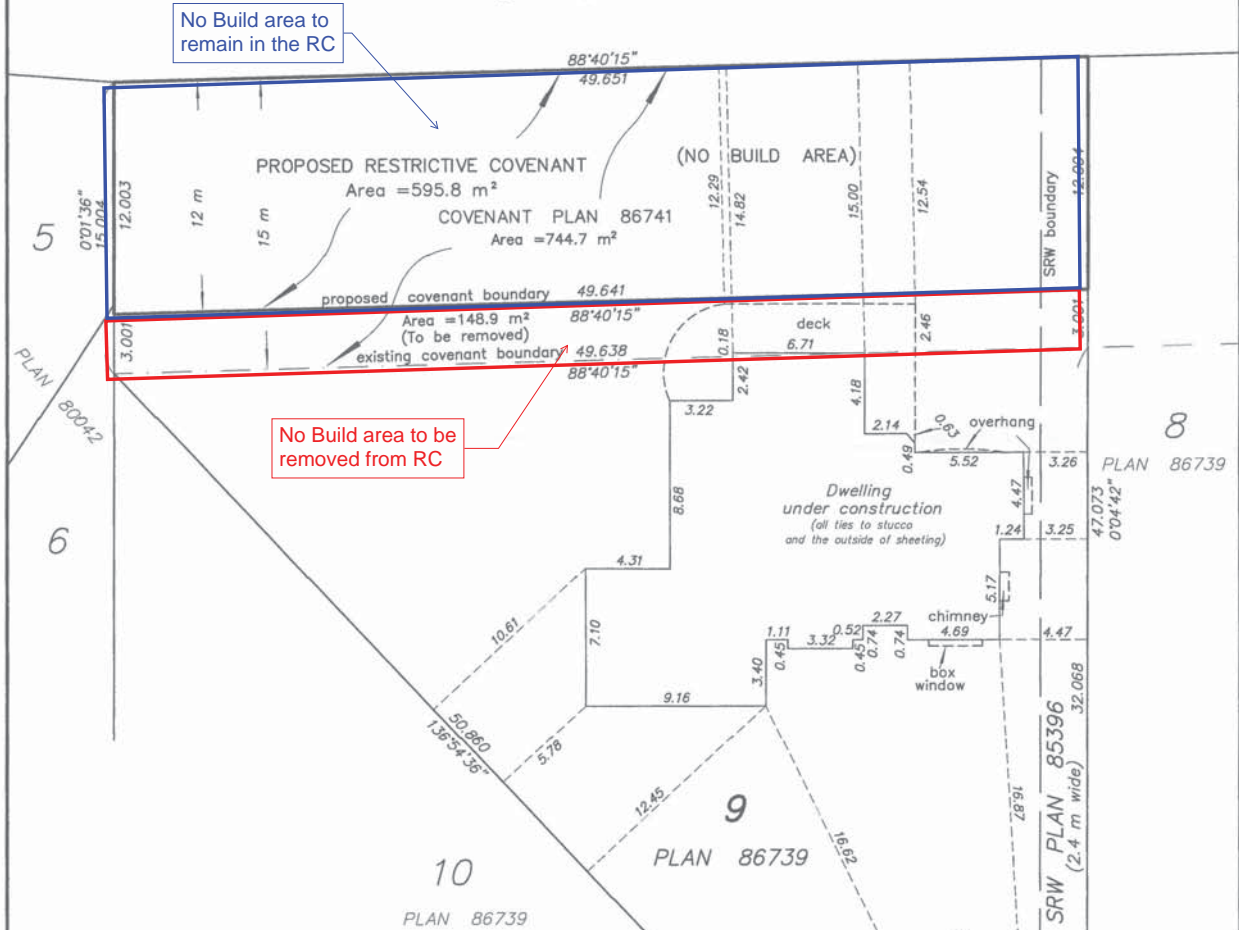 No Build area to
remain in the RC
88°40'15"
49.651
PROPOSED RESTRICTIVE COVENANT
Area =595.8 m²
(NO BUILD AREA)
COVENANT PLAN 86741
Area =744.7 m²
5
0°01'36"
15.004
12.003
12 m
15 m
12.29
14.82
15.00
12.54
SRW boundary
12.004
proposed covenant boundary 49.641
88°40'15"
Area =148.9 m²
(To be removed)
existing covenant boundary 49.638
88°40'15"
3.001
deck
0.18
6.71
2.46
3.001
PLAN 80042
No Build area to be
removed from RC
3.22
2.42
4.18
2.14
0.63
overhang
0.49
5.52
3.26
8
PLAN 86739
4.47
47.073
0°04'42"
Dwelling
under construction
(all ties to stucco
and the outside of sheeting)
1.24
3.25
6
8.68
4.31
5.17
chimney
10.61
7.10
1.11
0.45
3.32
0.52
0.45
0.74
2.27
0.74
4.69
4.47
box
window
3.40
9.16
32.068
50.860
136°54'36"
5.78
12.45
16.62
16.87
9
PLAN 86739
SRW PLAN 85396
(2.4 m wide)
10
PLAN 86739